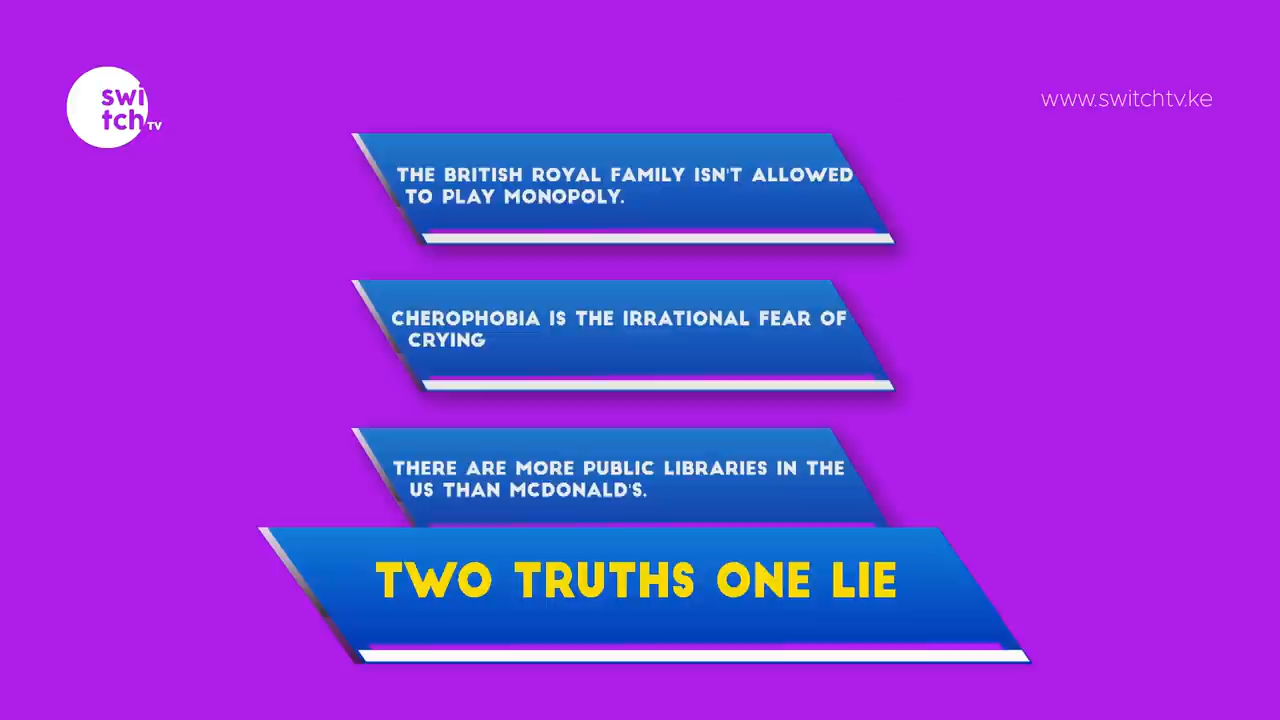 swi
tch TV
www.switchtv.ke
THE BRITISH ROYAL FAMILY ISN'T ALLOWED
TO PLAY MONOPOLY.
CHEROPHOBIA IS THE IRRATIONAL FEAR OF
CRYING
THERE ARE MORE PUBLIC LIBRARIES IN THE
US THAN MCDONALD'S.
TWO TRUTHS ONE LIE